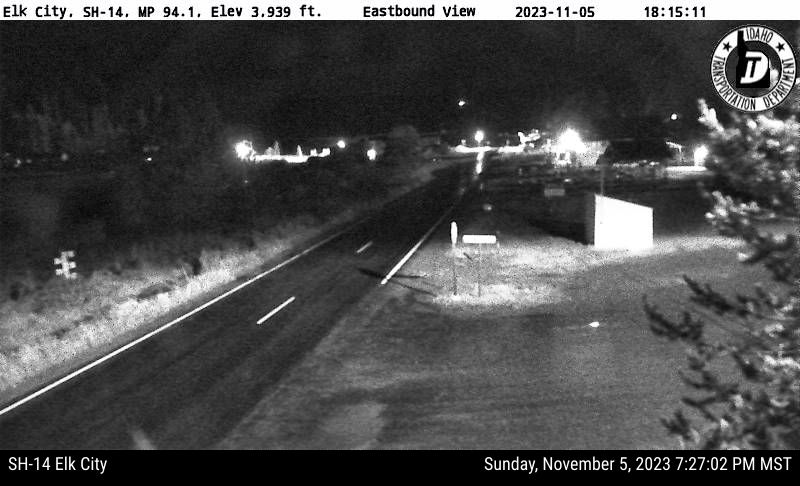 Elk City, SH-14, MP 94.1, Elev 3,939 ft. Eastbound View 2023-11-05 18:15:11
IDAHO
TRANSPORTATION DEPARTMENT
SH-14 Elk City Sunday, November 5, 2023 7:27:02 PM MST